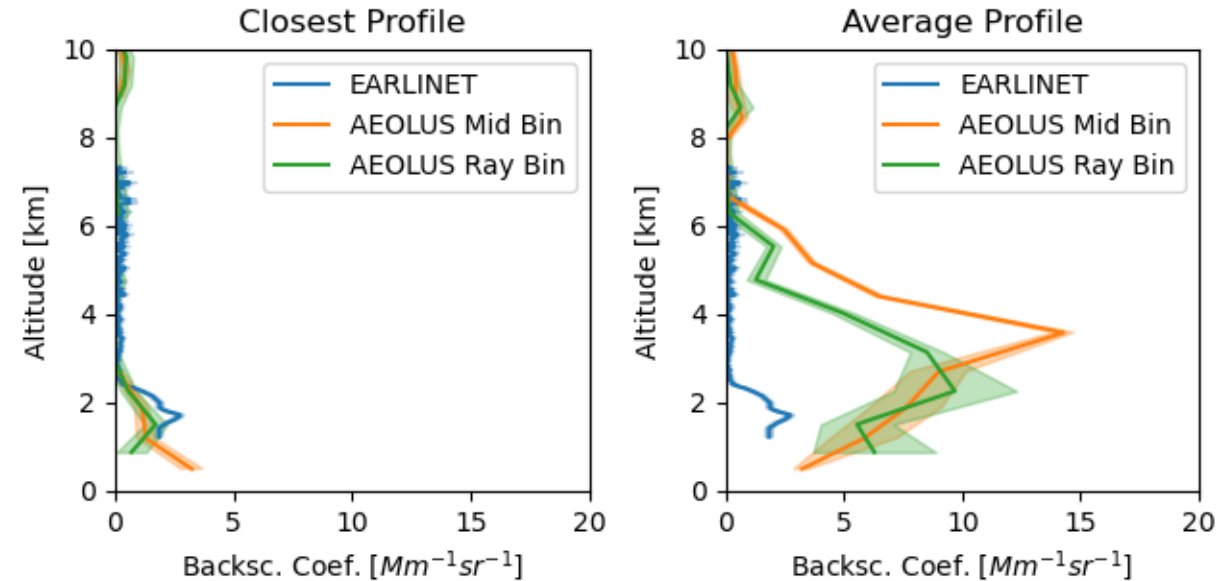 Closest Profile
10
8
6
4
2
0
0
5
10
15
20
Altitude [km]
Backsc. Coef. [Mm⁻¹sr⁻¹]
EARLINET
AEOLUS Mid Bin
AEOLUS Ray Bin
Average Profile
10
8
6
4
2
0
0
5
10
15
20
Altitude [km]
Backsc. Coef. [Mm⁻¹sr⁻¹]
EARLINET
AEOLUS Mid Bin
AEOLUS Ray Bin